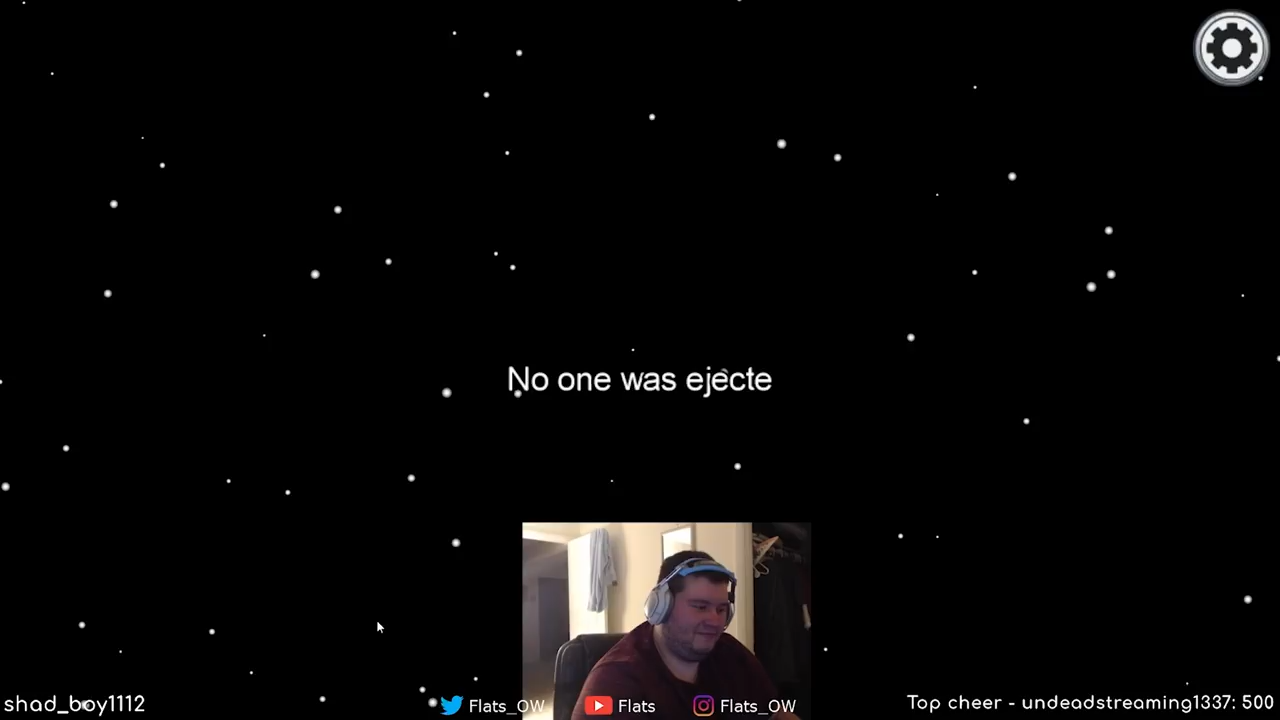 No one was ejecte
shad_boy1112
Flats_OW
Flats
Flats_OW
Top cheer - undeadstreaming1337: 500